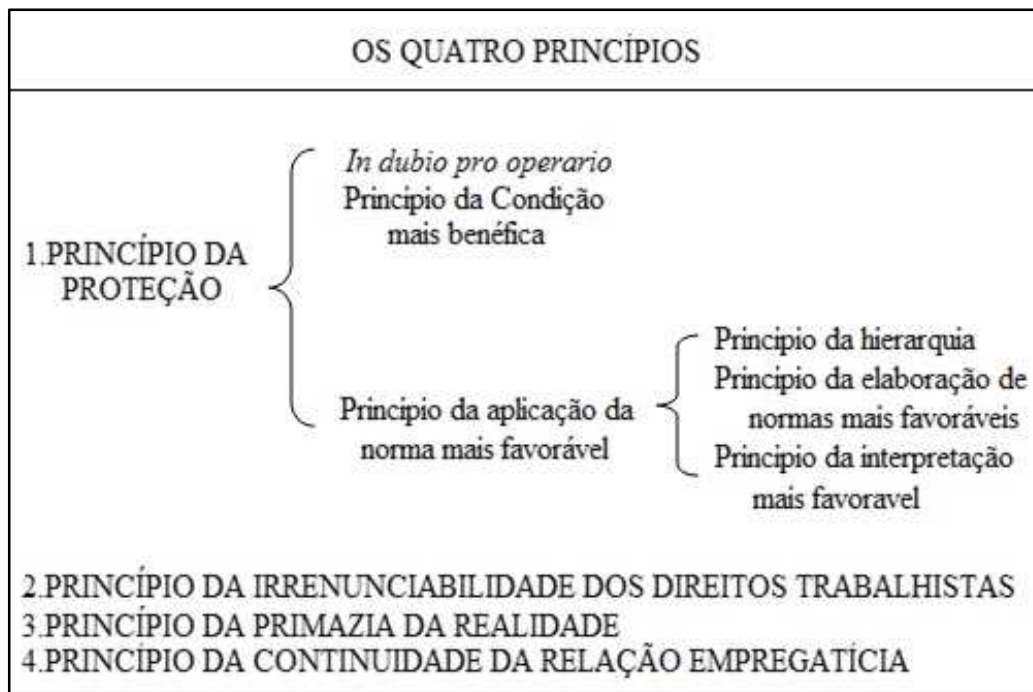 OS QUATRO PRINCÍPIOS
1.PRINCÍPIO DA
PROTEÇÃO
In dubio pro operario
Principio da Condição
mais benéfica
Principio da aplicação da
norma mais favorável
Principio da hierarquia
Principio da elaboração de
normas mais favoráveis
Principio da interpretação
mais favoravel
2.PRINCÍPIO DA IRRENUNCIABILIDADE DOS DIREITOS TRABALHISTAS
3.PRINCÍPIO DA PRIMAZIA DA REALIDADE
4.PRINCÍPIO DA CONTINUIDADE DA RELAÇÃO EMPREGATÍCIA